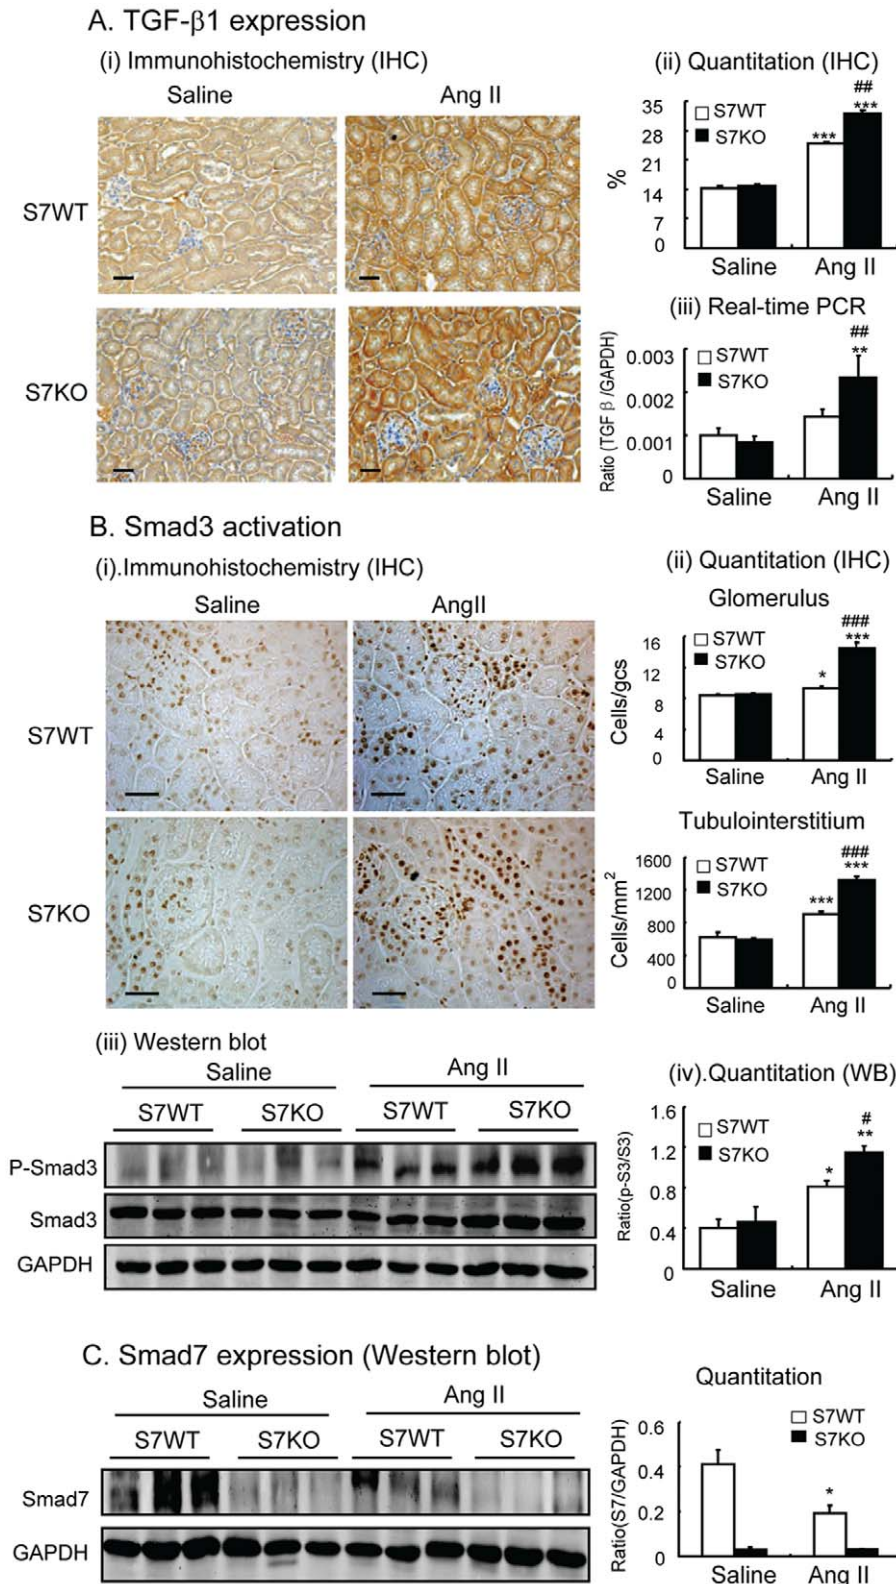 A. TGF-β1 expression
(i) Immunohistochemistry (IHC)
Saline Ang II
S7WT
S7KO
(ii) Quantitation (IHC)
##
***
***
35
28
21
14
7
0
%
S7WT
S7KO
Saline Ang II
(iii) Real-time PCR
##
**
0.003
0.002
0.001
0
Ratio (TGF β /GAPDH)
S7WT
S7KO
Saline Ang II
B. Smad3 activation
(i).Immunohistochemistry (IHC)
Saline AngII
S7WT
S7KO
(ii) Quantitation (IHC)
Glomerulus
###
***
*
16
12
8
4
0
Cells/gcs
S7WT
S7KO
Saline Ang II
Tubulointerstitium
###
***
***
1600
1200
800
400
0
Cells/mm²
S7WT
S7KO
Saline Ang II
(iii) Western blot
Saline Ang II
S7WT S7KO S7WT S7KO
P-Smad3
Smad3
GAPDH
(iv).Quantitation (WB)
#
**
*
1.6
1.2
0.8
0.4
0
Ratio(p-S3/S3)
S7WT
S7KO
Saline Ang II
C. Smad7 expression (Western blot)
Saline Ang II
S7WT S7KO S7WT S7KO
Smad7
GAPDH
Quantitation
0.6
0.4
0.2
0
Ratio(S7/GAPDH)
S7WT
S7KO
*
Saline Ang II